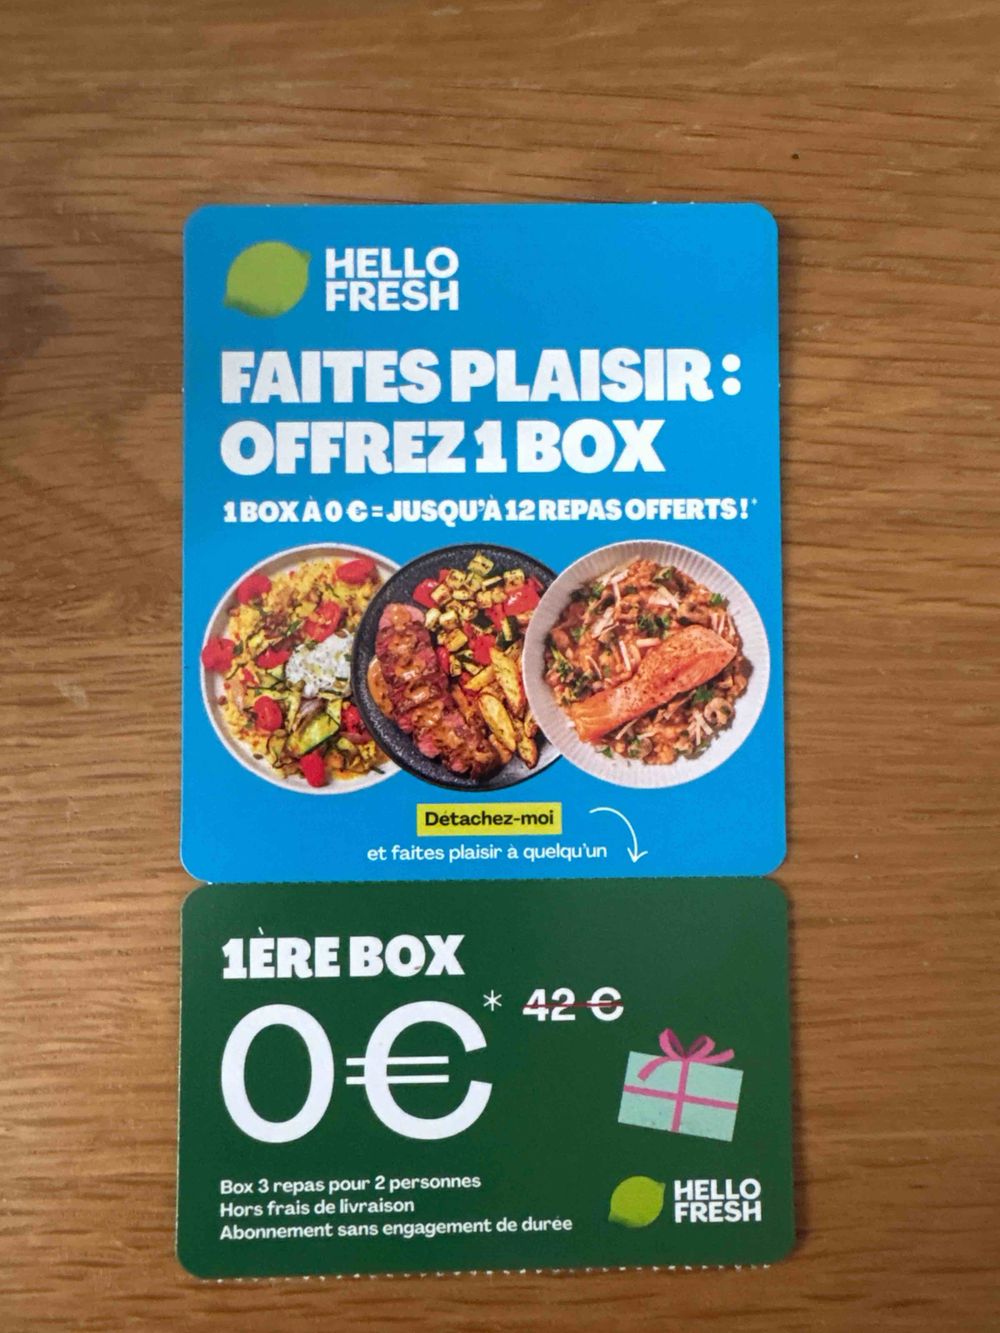 HELLO
FRESH
FAITES PLAISIR :
OFFREZ 1 BOX
1 BOX À 0 € = JUSQU'À 12 REPAS OFFERTS !*
Détachez-moi
et faites plaisir à quelqu'un
1ÈRE BOX
0€* 42 €
Box 3 repas pour 2 personnes
Hors frais de livraison
Abonnement sans engagement de durée
HELLO
FRESH